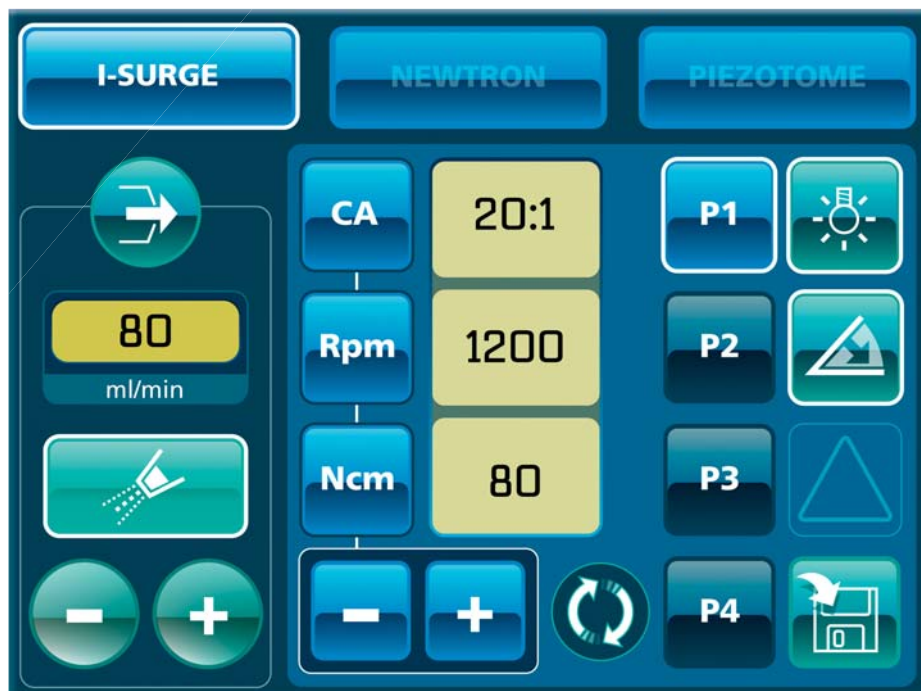 I-SURGE
NEWTRON
PIEZOTOME
80
ml/min
-
+
CA
20:1
Rpm
1200
Ncm
80
-
+
P1
P2
P3
P4